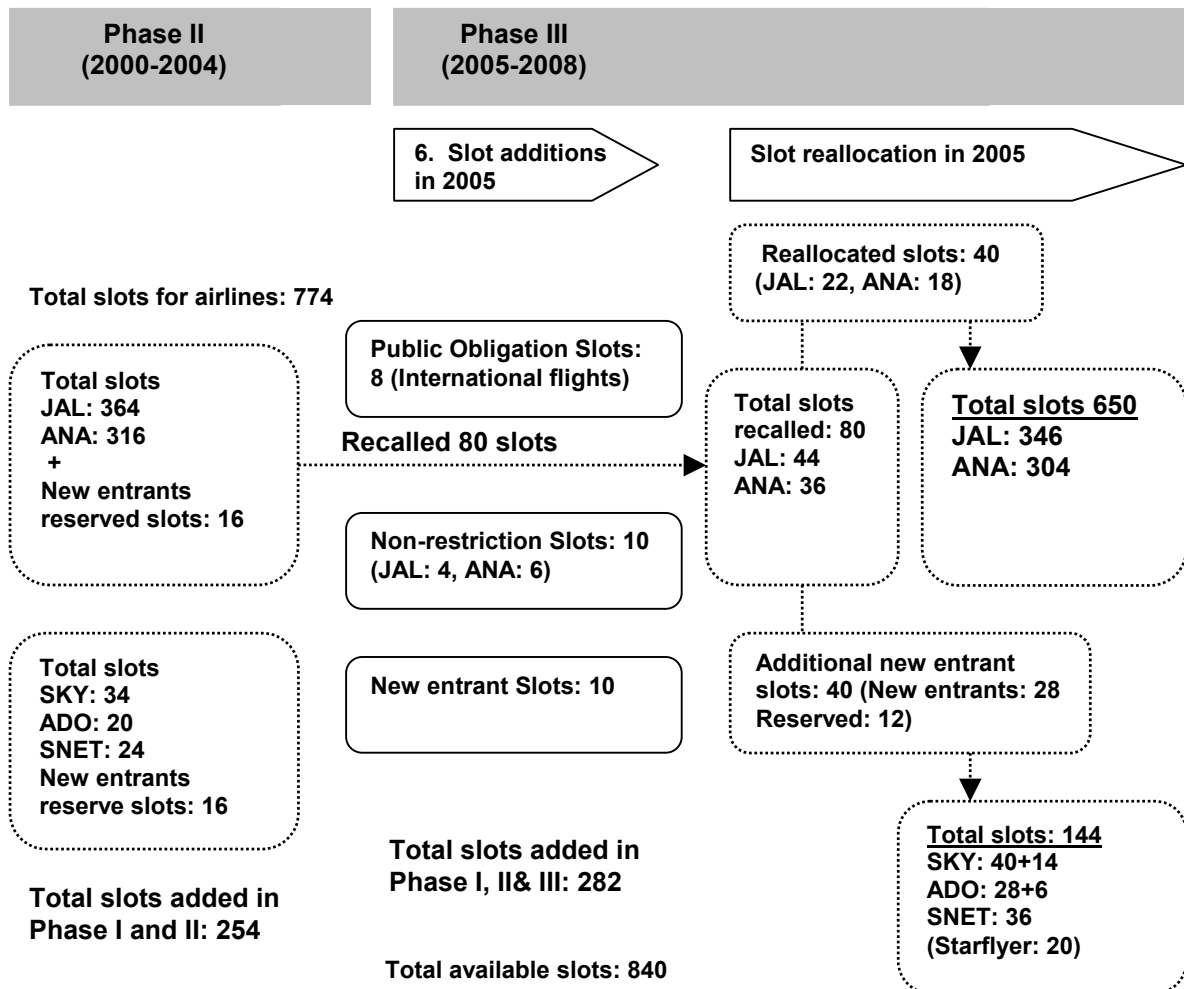 Phase II
(2000-2004)
Phase III
(2005-2008)
6. Slot additions
in 2005
Slot reallocation in 2005
Total slots for airlines: 774
Total slots
JAL: 364
ANA: 316
+
New entrants
reserved slots: 16
Total slots
SKY: 34
ADO: 20
SNET: 24
New entrants
reserve slots: 16
Total slots added in
Phase I and II: 254
Public Obligation Slots:
8 (International flights)
Recalled 80 slots
Non-restriction Slots: 10
(JAL: 4, ANA: 6)
New entrant Slots: 10
Total slots added in
Phase I, II& III: 282
Total available slots: 840
Reallocated slots: 40
(JAL: 22, ANA: 18)
Total slots
recalled: 80
JAL: 44
ANA: 36
Total slots 650
JAL: 346
ANA: 304
Additional new entrant
slots: 40 (New entrants: 28
Reserved: 12)
Total slots: 144
SKY: 40+14
ADO: 28+6
SNET: 36
(Starflyer: 20)